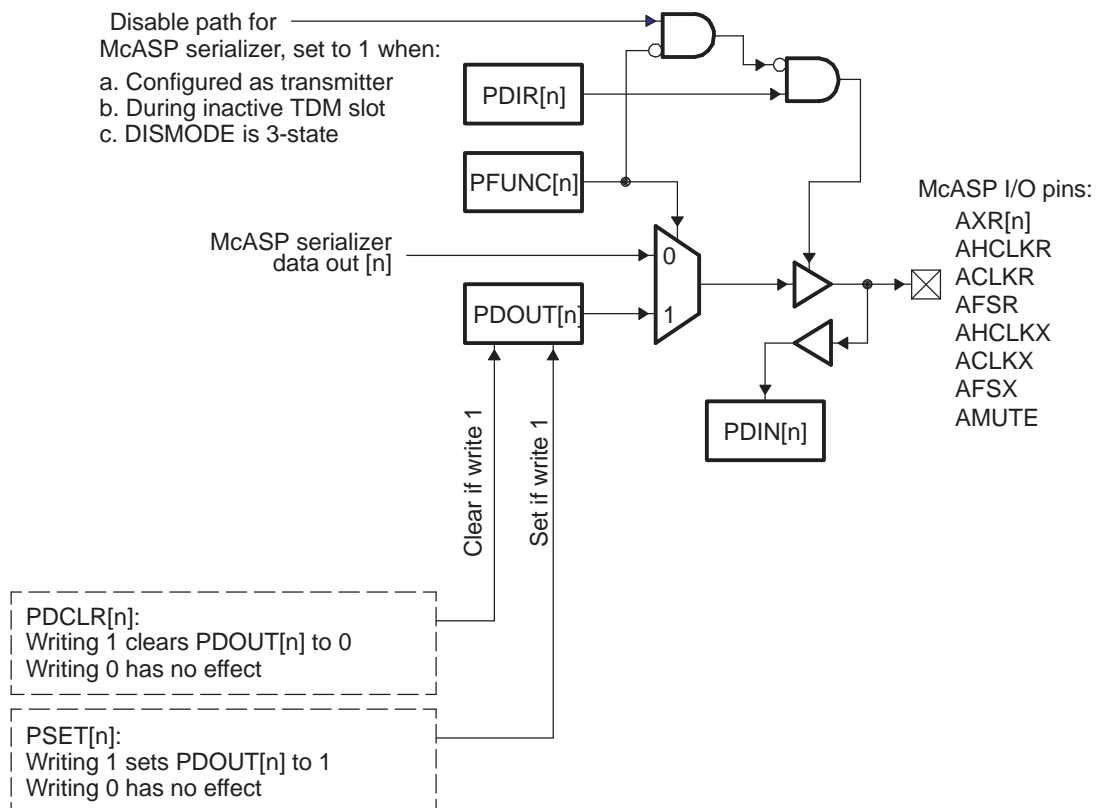 Disable path for
McASP serializer, set to 1 when:
a. Configured as transmitter
b. During inactive TDM slot
c. DISMODE is 3-state
PDIR[n]
PFUNC[n]
McASP serializer
data out [n]
0
1
PDOUT[n]
McASP I/O pins:
AXR[n]
AHCLKR
ACLKR
AFSR
AHCLKX
ACLKX
AFSX
AMUTE
PDIN[n]
Clear if write 1
Set if write 1
PDCLR[n]:
Writing 1 clears PDOUT[n] to 0
Writing 0 has no effect
PSET[n]:
Writing 1 sets PDOUT[n] to 1
Writing 0 has no effect